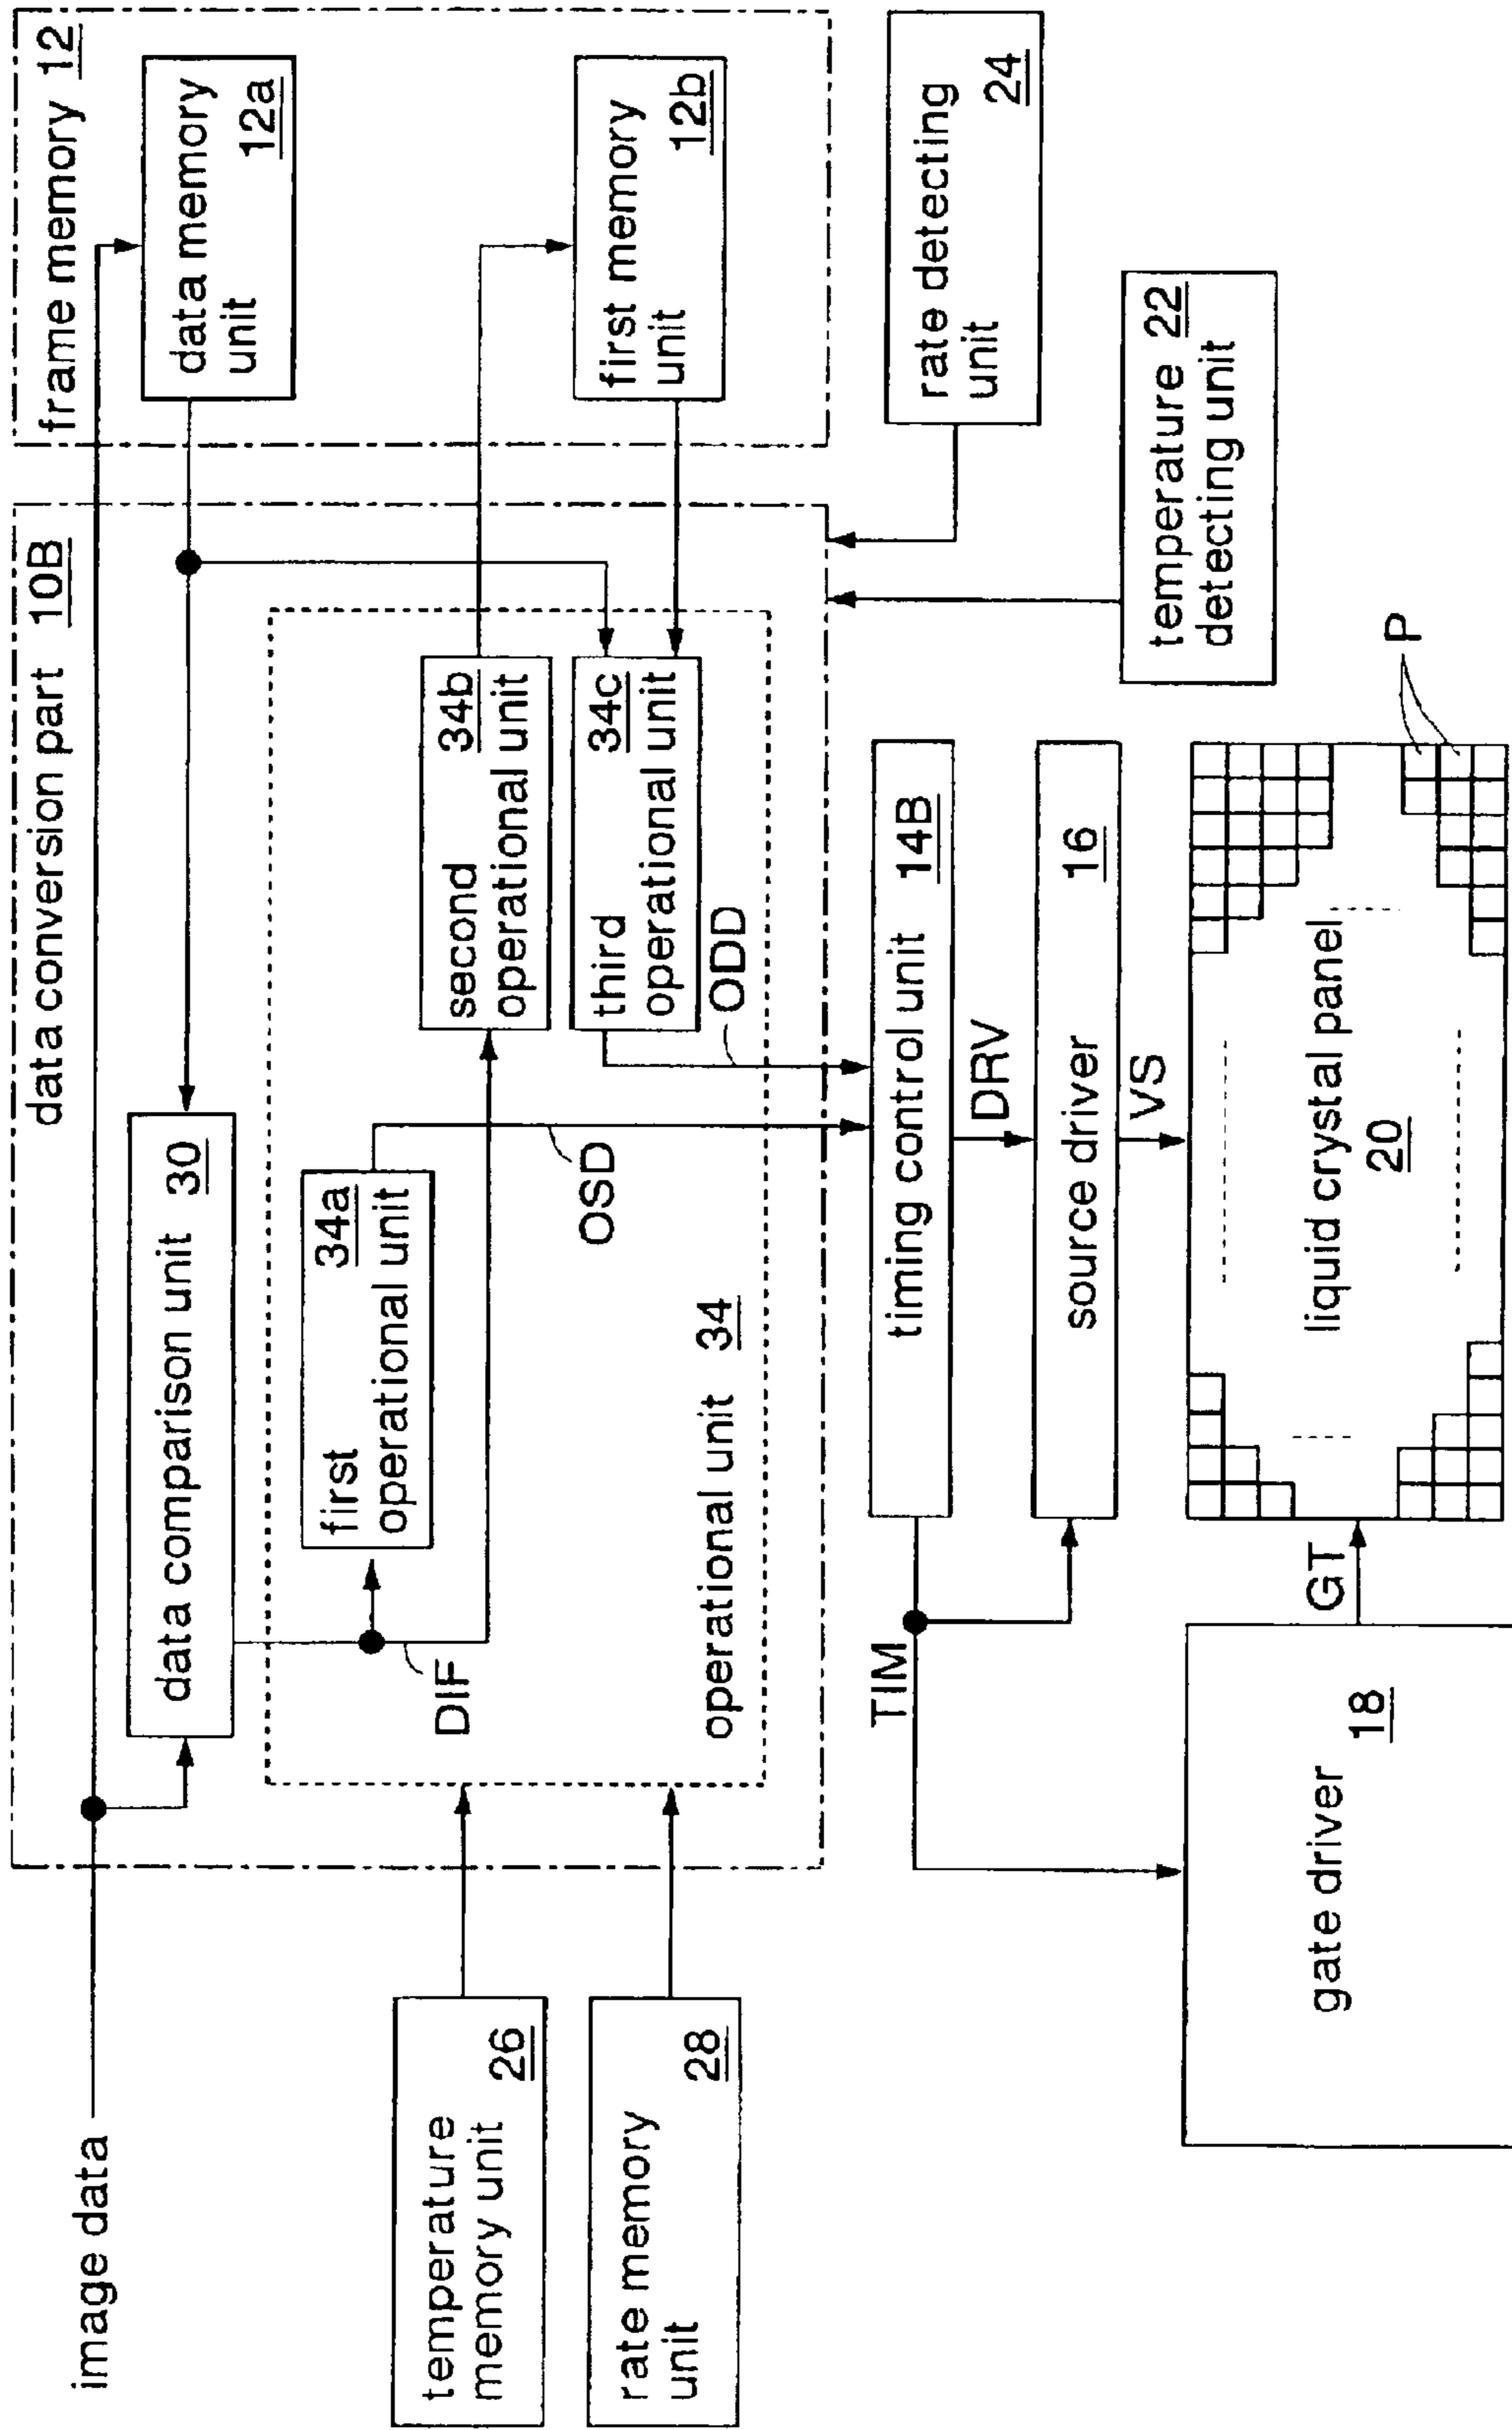 image data
data conversion part 10B
frame memory 12
data comparison unit 30
data memory
unit 12a
temperature
memory unit 26
rate memory
unit 28
DIF
first 34a
operational unit
OSD
second 34b
operational unit
third 34c
operational unit
ODD
operational unit 34
first memory
unit 12b
rate detecting
unit 24
temperature 22
detecting unit
TIM
timing control unit 14B
DRV
source driver 16
VS
gate driver
18
GT
liquid crystal panel
20
P